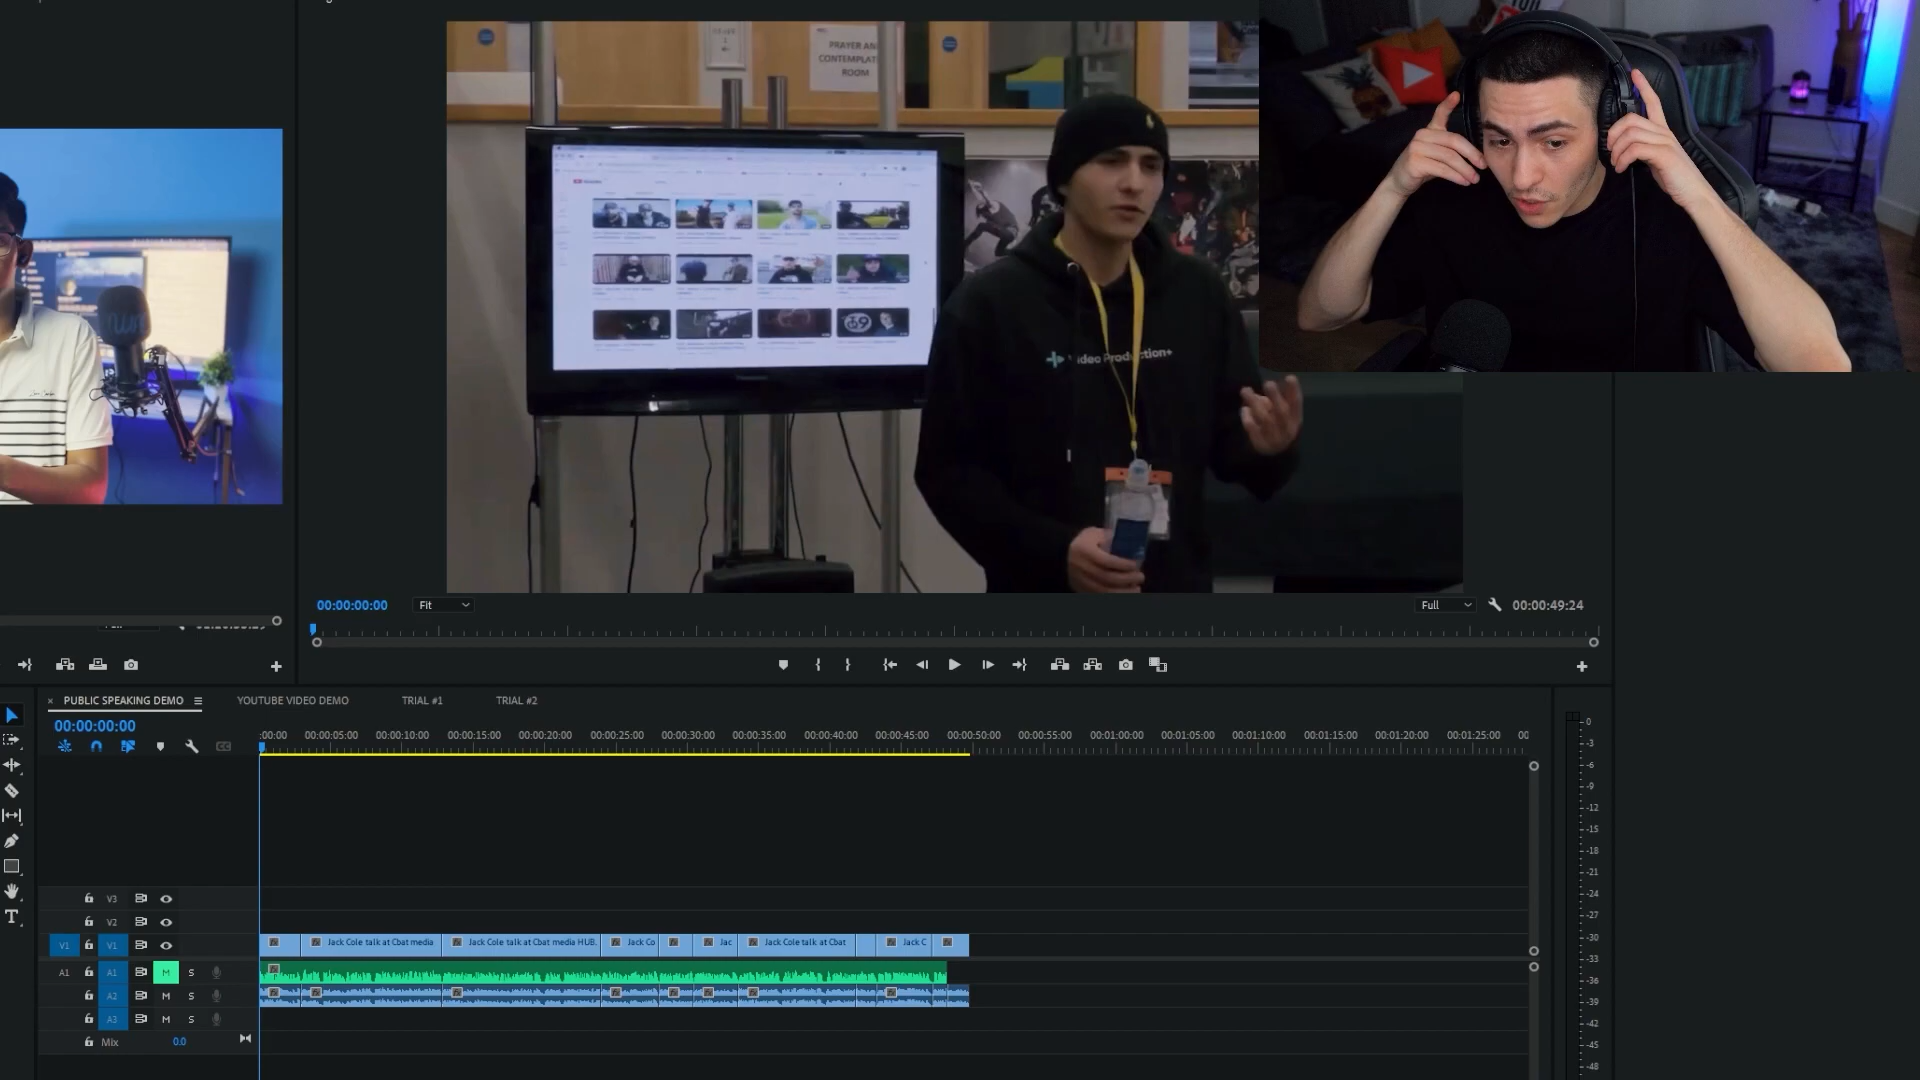 PRAYER AN
CONTEMPLAT
ROOM
Video Production+
00:00:00:00
Fit
Full
00:00:49:24
PUBLIC SPEAKING DEMO
YOUTUBE VIDEO DEMO
TRIAL #1
TRIAL #2
00:00:00:00
:00:00
00:00:05:00
00:00:10:00
00:00:15:00
00:00:20:00
00:00:25:00
00:00:30:00
00:00:35:00
00:00:40:00
00:00:45:00
00:00:50:00
00:00:55:00
00:01:00:00
00:01:05:00
00:01:10:00
00:01:15:00
00:01:20:00
00:01:25:00
00
V3
V2
V1 V1
Jack Cole talk at Cbat media
Jack Cole talk at Cbat media HUB.
Jack Co
Jac
Jack Cole talk at Cbat
Jack C
A1 A1 M S
A2 M S
A3 M S
Mix 0.0
0
-3
-6
-9
-12
-15
-18
-21
-24
-27
-30
-33
-36
-39
-42
-45
-48